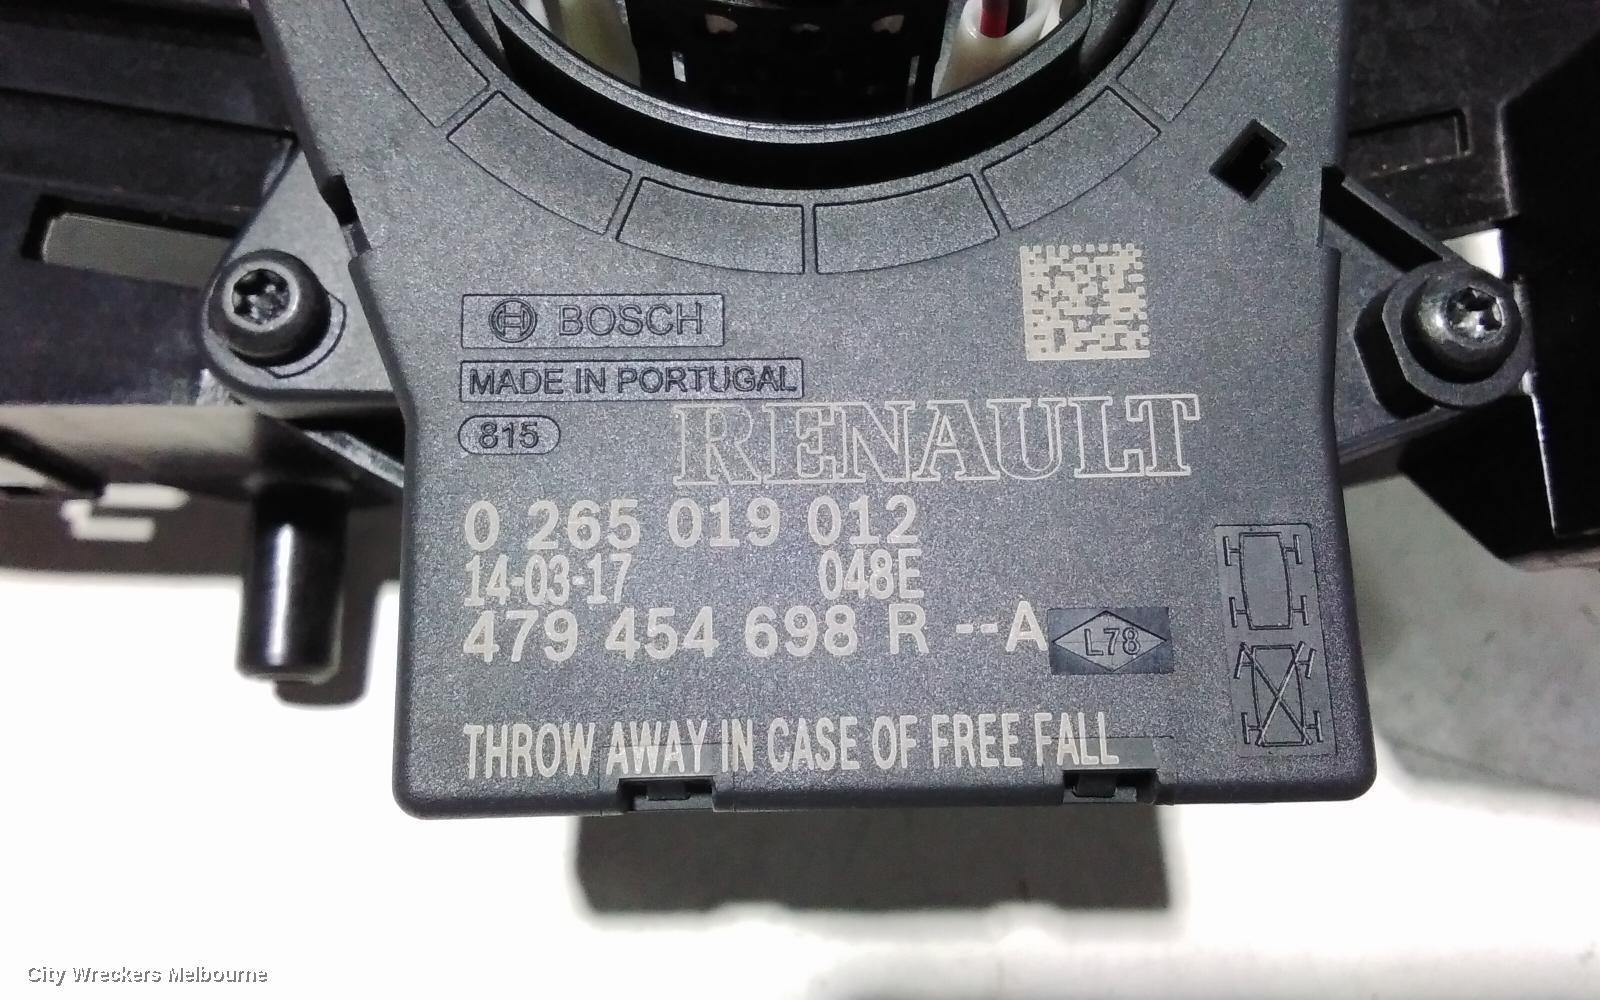 BOSCH
MADE IN PORTUGAL
815
RENAULT
0 265 019 012
14-03-17 048E
479 454 698 R --A
L78
THROW AWAY IN CASE OF FREE FALL
City Wreckers Melbourne